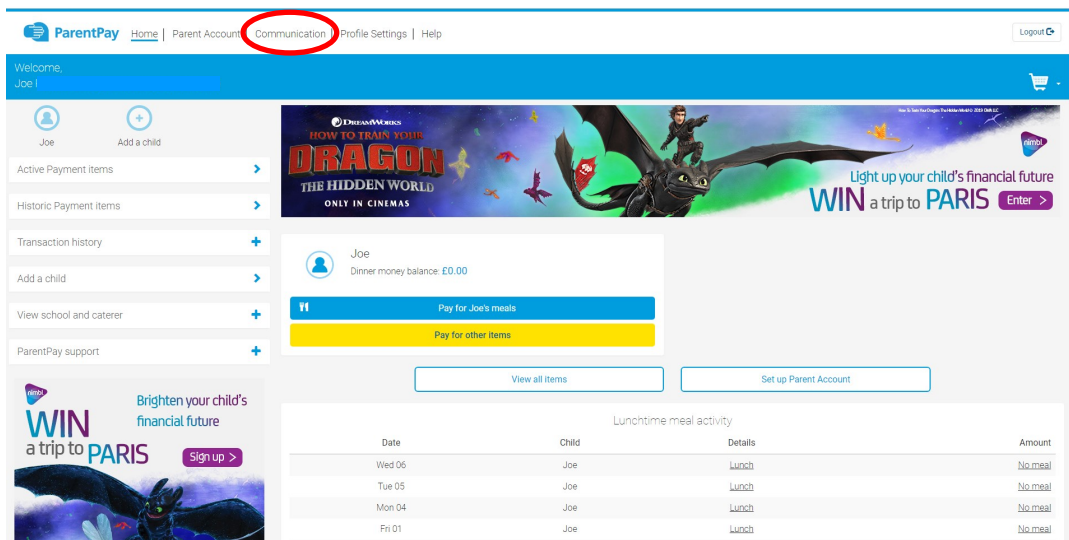 ParentPay Home | Parent Account | Communication | Profile Settings | Help
Logout
Welcome,
Joe
Joe
Add a child
Active Payment items
Historic Payment items
Transaction history
Add a child
View school and caterer
ParentPay support
nimbl
WIN
a trip to PARIS
Brighten your child's
financial future
Sign up >
DREAMWORKS
HOW TO TRAIN YOUR
DRAGON
THE HIDDEN WORLD
ONLY IN CINEMAS
nimbl
Light up your child's financial future
WIN a trip to PARIS Enter >
Joe
Dinner money balance: £0.00
Pay for Joe's meals
Pay for other items
View all items
Set up Parent Account
Lunchtime meal activity
Date Child Details Amount
Wed 06 Joe Lunch No meal
Tue 05 Joe Lunch No meal
Mon 04 Joe Lunch No meal
Fri 01 Joe Lunch No meal